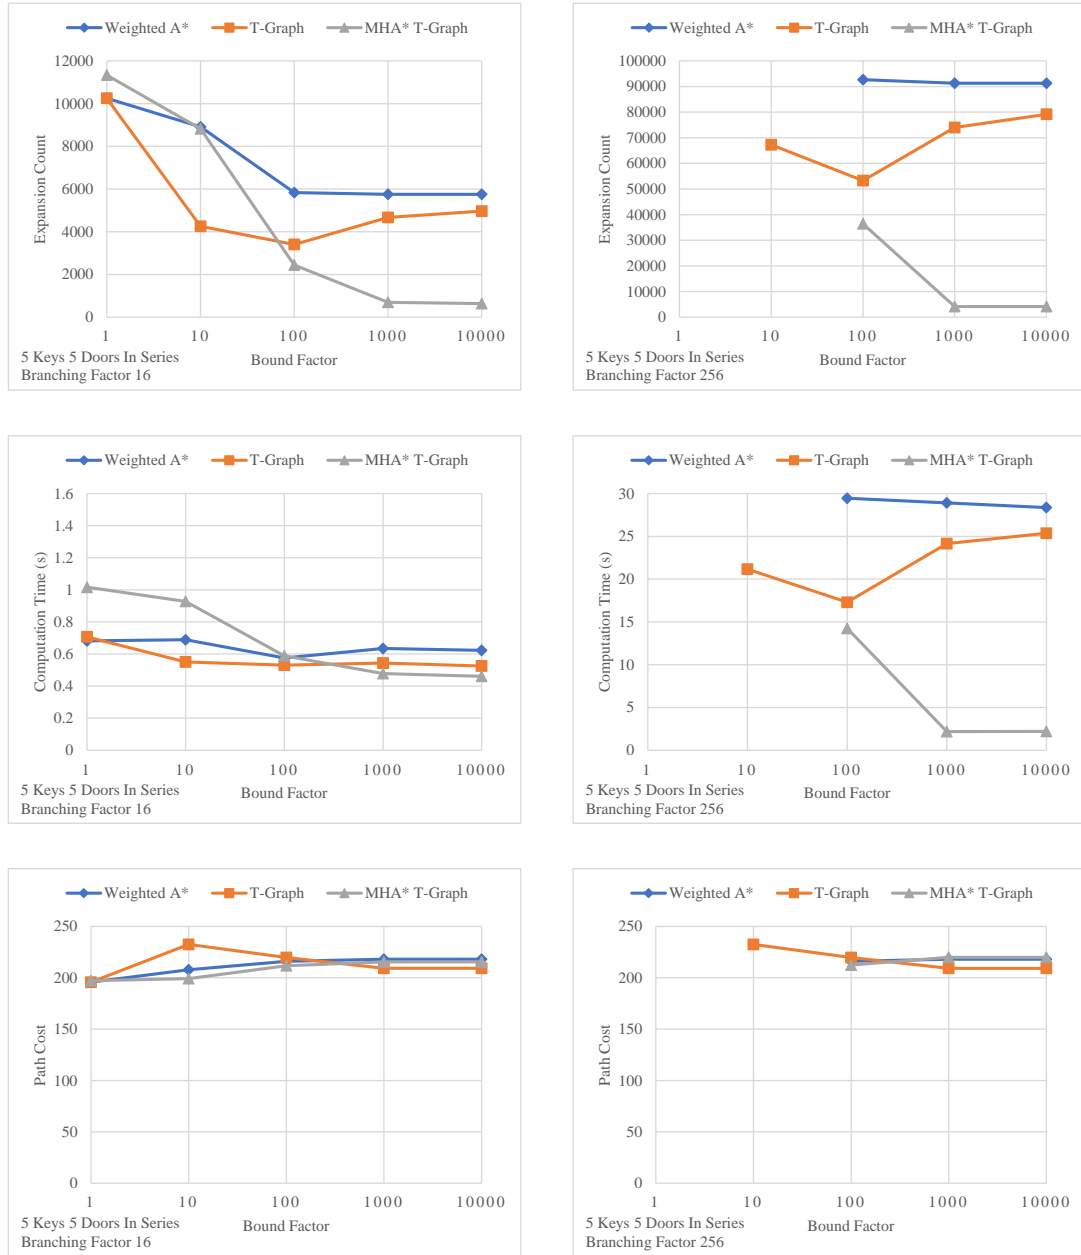 Weighted A* T-Graph MHA* T-Graph
12000
10000
8000
6000
4000
2000
0
Expansion Count
1 10 100 1000 10000
Bound Factor
5 Keys 5 Doors In Series
Branching Factor 16
Weighted A* T-Graph MHA* T-Graph
100000
90000
80000
70000
60000
50000
40000
30000
20000
10000
0
Expansion Count
1 10 100 1000 10000
Bound Factor
5 Keys 5 Doors In Series
Branching Factor 256
Weighted A* T-Graph MHA* T-Graph
1.6
1.4
1.2
1
0.8
0.6
0.4
0.2
0
Computation Time (s)
1 10 100 1000 10000
Bound Factor
5 Keys 5 Doors In Series
Branching Factor 16
Weighted A* T-Graph MHA* T-Graph
30
25
20
15
10
5
0
Computation Time (s)
1 10 100 1000 10000
Bound Factor
5 Keys 5 Doors In Series
Branching Factor 256
Weighted A* T-Graph MHA* T-Graph
250
200
150
100
50
0
Path Cost
1 10 100 1000 10000
Bound Factor
5 Keys 5 Doors In Series
Branching Factor 16
Weighted A* T-Graph MHA* T-Graph
250
200
150
100
50
0
Path Cost
1 10 100 1000 10000
Bound Factor
5 Keys 5 Doors In Series
Branching Factor 256